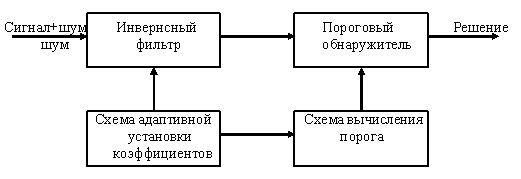 Сигнал+шум
шум
Инвернсный
фильтр
Пороговый
обнаружитель
Решение
Схема адаптивной
установки
коэффициентов
Схема вычисления
порога